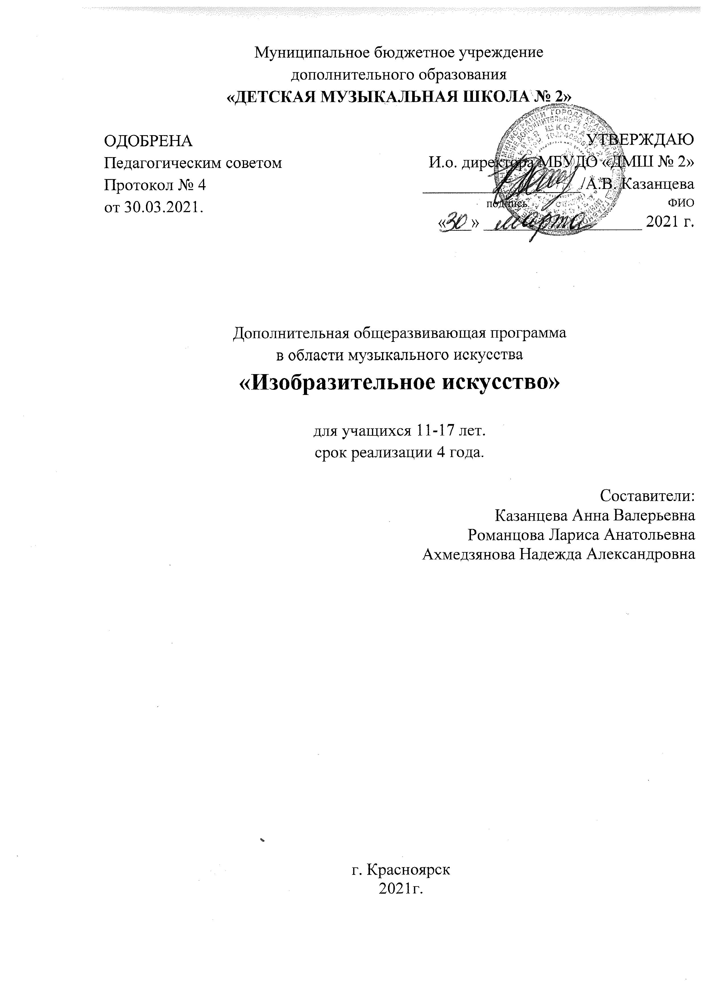 Муниципальное бюджетное учреждение
дополнительного образования
«ДЕТСКАЯ МУЗЫКАЛЬНАЯ ШКОЛА № 2»
ОДОБРЕНА
Педагогическим советом
Протокол № 4
от 30.03.2021.
УТВЕРЖДАЮ
И.о. директора МБУДО «ДМШ № 2»
/А.В. Казанцева
подпись ФИО
«30» марта 2021 г.
Дополнительная общеразвивающая программа
в области музыкального искусства
«Изобразительное искусство»
для учащихся 11-17 лет.
срок реализации 4 года.
Составители:
Казанцева Анна Валерьевна
Романцова Лариса Анатольевна
Ахмедзянова Надежда Александровна
г. Красноярск
2021г.